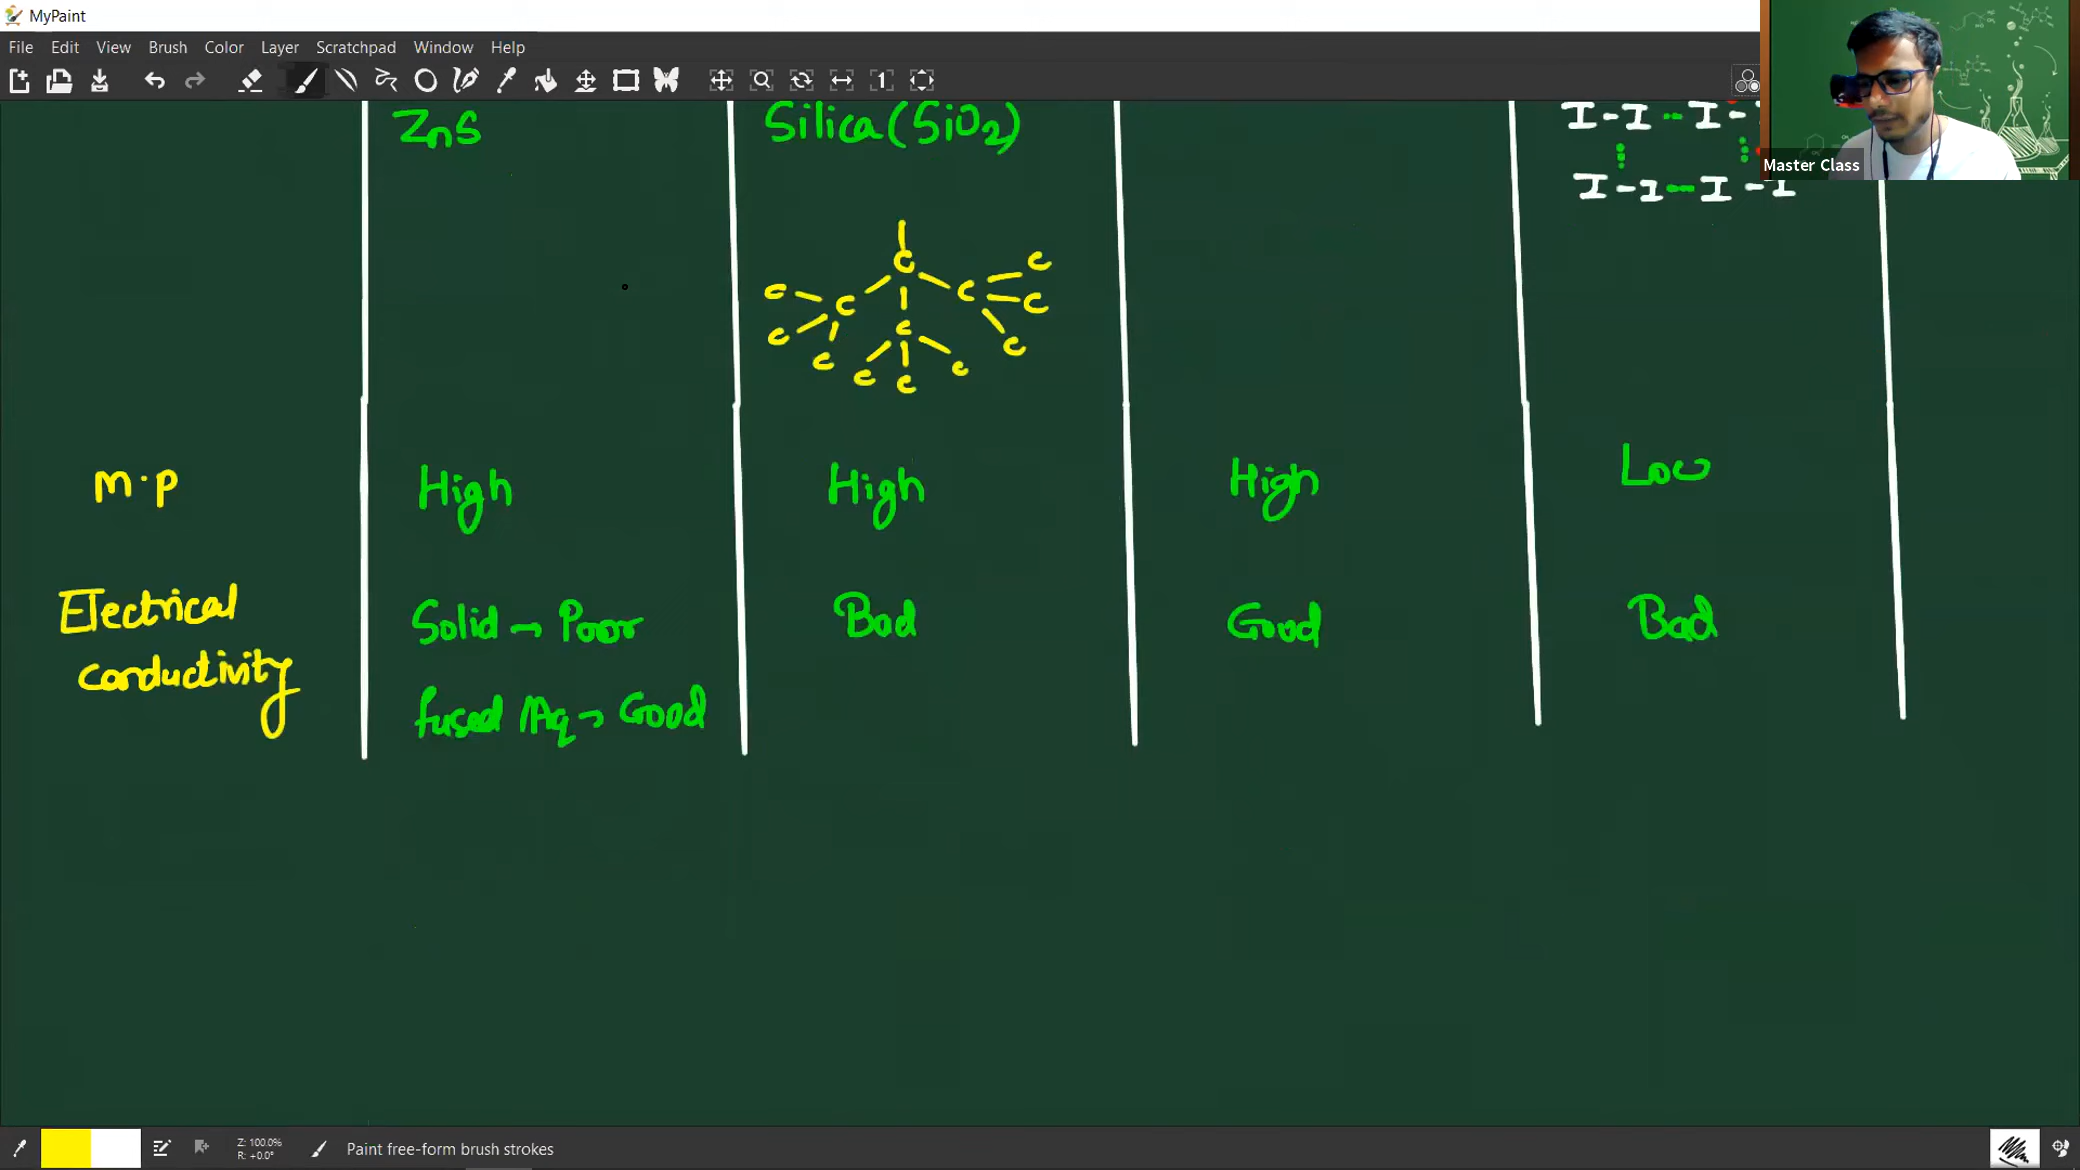 MyPaint
File Edit View Brush Color Layer Scratchpad Window Help
Master Class
ZnS
Silica (SiO2)
I-I--I-
I-I--I-I
C
C C C C
C
C C C
C C C C
C
m.p High High High Low
Electrical conductivity
Solid → Poor
Bad
Good
Bad
fused Aq → Good
Z: 100.0%
R: +0.0°
Paint free-form brush strokes